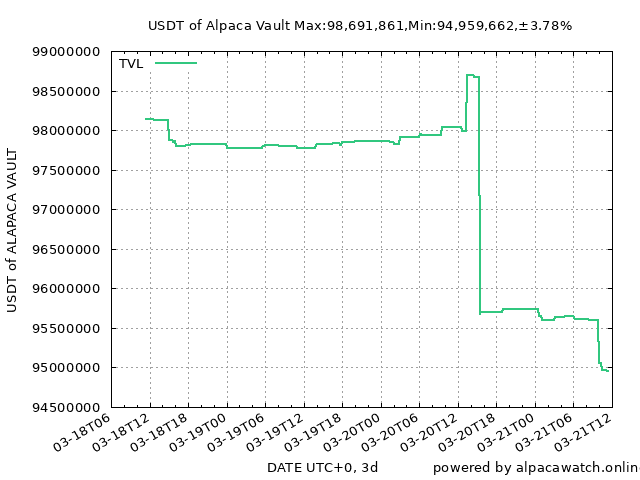 USDT of Alpaca Vault Max:98,691,861,Min:94,959,662,±3.78%
TVL
99000000
98500000
98000000
97500000
97000000
96500000
96000000
95500000
95000000
94500000
USDT of ALAPACA VAULT
03-18T06
03-18T12
03-18T18
03-19T00
03-19T06
03-19T12
03-19T18
03-20T00
03-20T06
03-20T12
03-20T18
03-21T00
03-21T06
03-21T12
DATE UTC+0, 3d
powered by alpacawatch.onlin